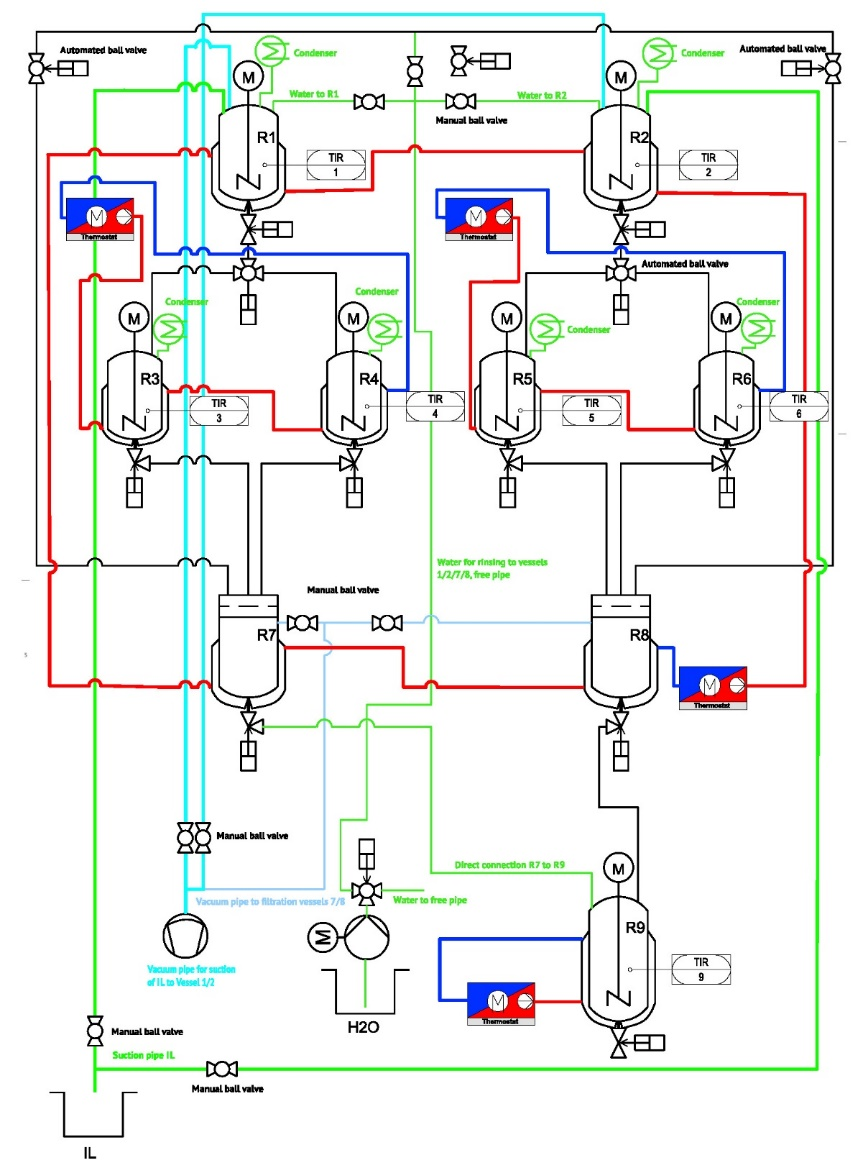 Automated ball valve
Condenser
Condenser
Automated ball valve
M
M
Water to R1
Water to R2
Manual ball valve
R1
R2
TIR
1
TIR
2
M
Thermostat
M
Thermostat
Automated ball valve
Condenser
Condenser
Condenser
Condenser
M
M
M
M
R3
R4
R5
R6
TIR
3
TIR
4
TIR
5
TIR
6
Water for rinsing to vessels
1/2/7/8, free pipe
Manual ball valve
R7
R8
M
Thermostat
Manual ball valve
Direct connection R7 to R9
M
Vacuum pipe to filtration vessels 7/8
Water to free pipe
R9
M
Vacuum pipe for suction
of IL to Vessel 1/2
TIR
9
M
Thermostat
H2O
Manual ball valve
Suction pipe IL
Manual ball valve
IL